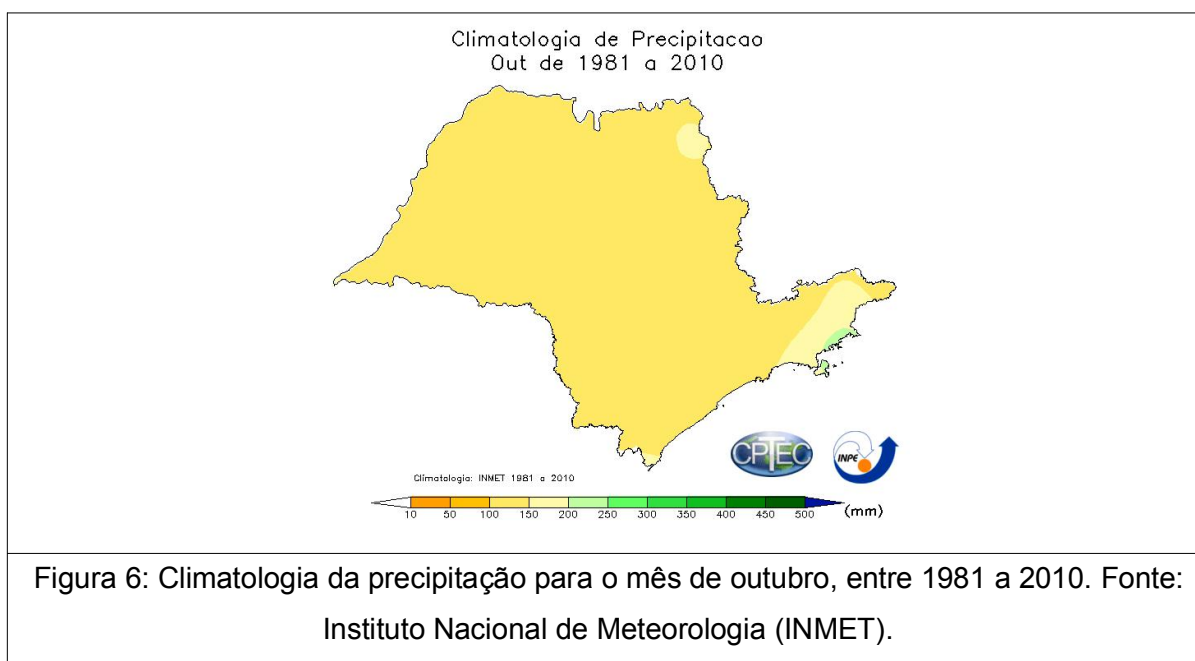 Climatologia de Precipitacao
Out de 1981 a 2010
CPTEC
INPE
Climatologia: INMET 1981 a 2010
10 50 100 150 200 250 300 350 400 450 500 (mm)
Figura 6: Climatologia da precipitação para o mês de outubro, entre 1981 a 2010. Fonte:
Instituto Nacional de Meteorologia (INMET).